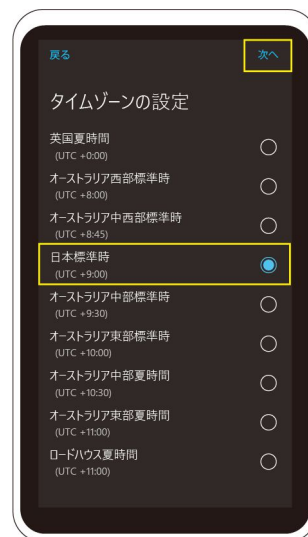 戻る
次へ
タイムゾーンの設定
英国夏時間
(UTC +0:00)
オーストラリア西部標準時
(UTC +8:00)
オーストラリア中西部標準時
(UTC +8:45)
日本標準時
(UTC +9:00)
オーストラリア中部標準時
(UTC +9:30)
オーストラリア東部標準時
(UTC +10:00)
オーストラリア中部夏時間
(UTC +10:30)
オーストラリア東部夏時間
(UTC +11:00)
ロードハウス夏時間
(UTC +11:00)